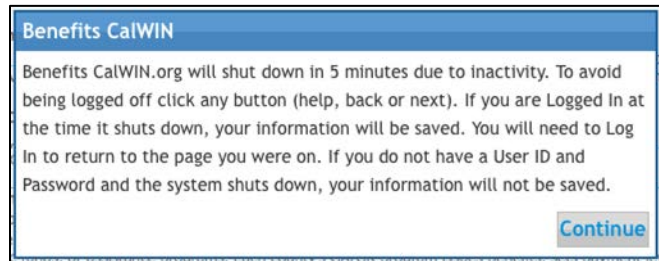 Benefits CalWIN
Benefits CalWIN.org will shut down in 5 minutes due to inactivity. To avoid
being logged off click any button (help, back or next). If you are Logged In at
the time it shuts down, your information will be saved. You will need to Log
In to return to the page you were on. If you do not have a User ID and
Password and the system shuts down, your information will not be saved.
Continue